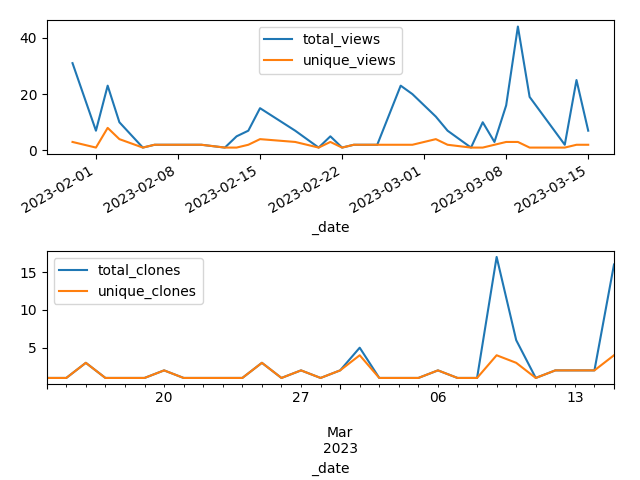 total_views
unique_views
40
20
0
2023-02-01
2023-02-08
2023-02-15
2023-02-22
2023-03-01
2023-03-08
2023-03-15
_date
total_clones
unique_clones
15
10
5
20
27
06
13
Mar
2023
_date